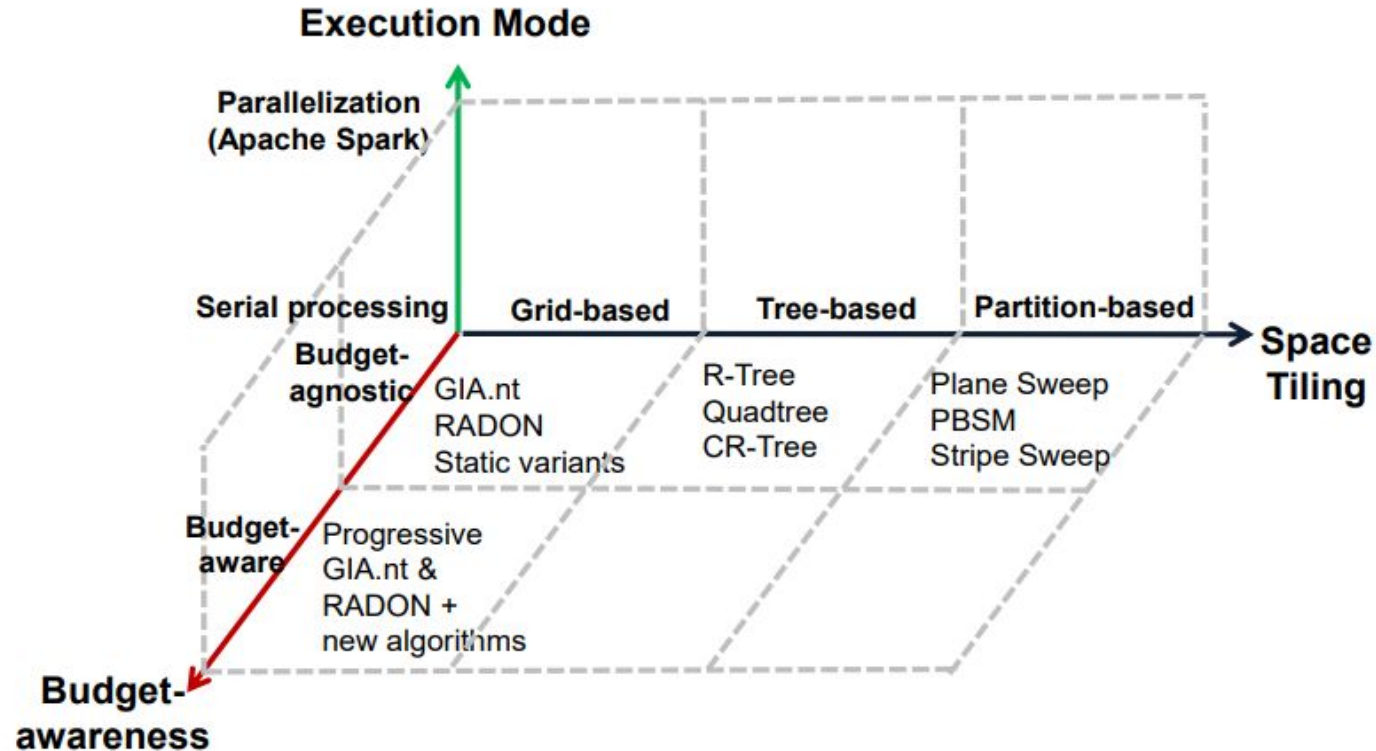 Execution Mode
Parallelization
(Apache Spark)
Serial processing
Grid-based
Tree-based
Partition-based
Space
Tiling
Budget-
agnostic
GIA.nt
RADON
Static variants
R-Tree
Quadtree
CR-Tree
Plane Sweep
PBSM
Stripe Sweep
Budget-
aware
Progressive
GIA.nt &
RADON +
new algorithms
Budget-
awareness